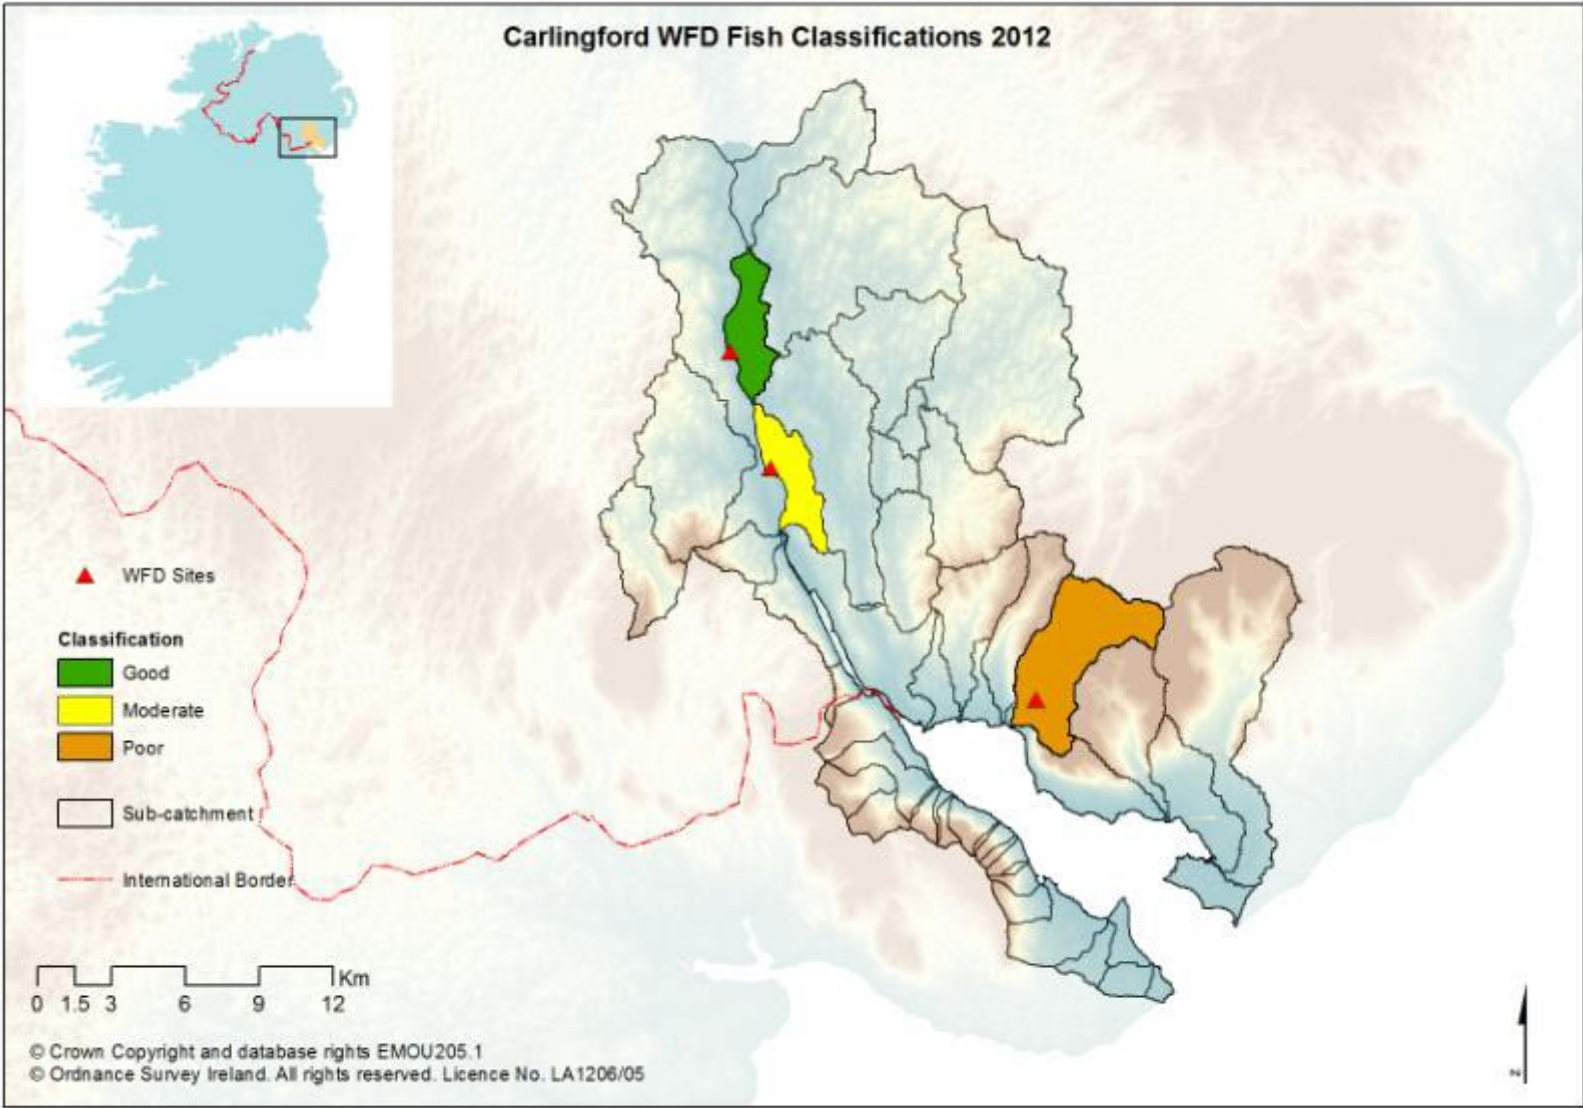 Carlingford WFD Fish Classifications 2012
WFD Sites
Classification
Good
Moderate
Poor
Sub-catchment
International Border
Km
0 1.5 3 6 9 12
© Crown Copyright and database rights EMOU205.1
© Ordnance Survey Ireland. All rights reserved. Licence No. LA1206/05
N